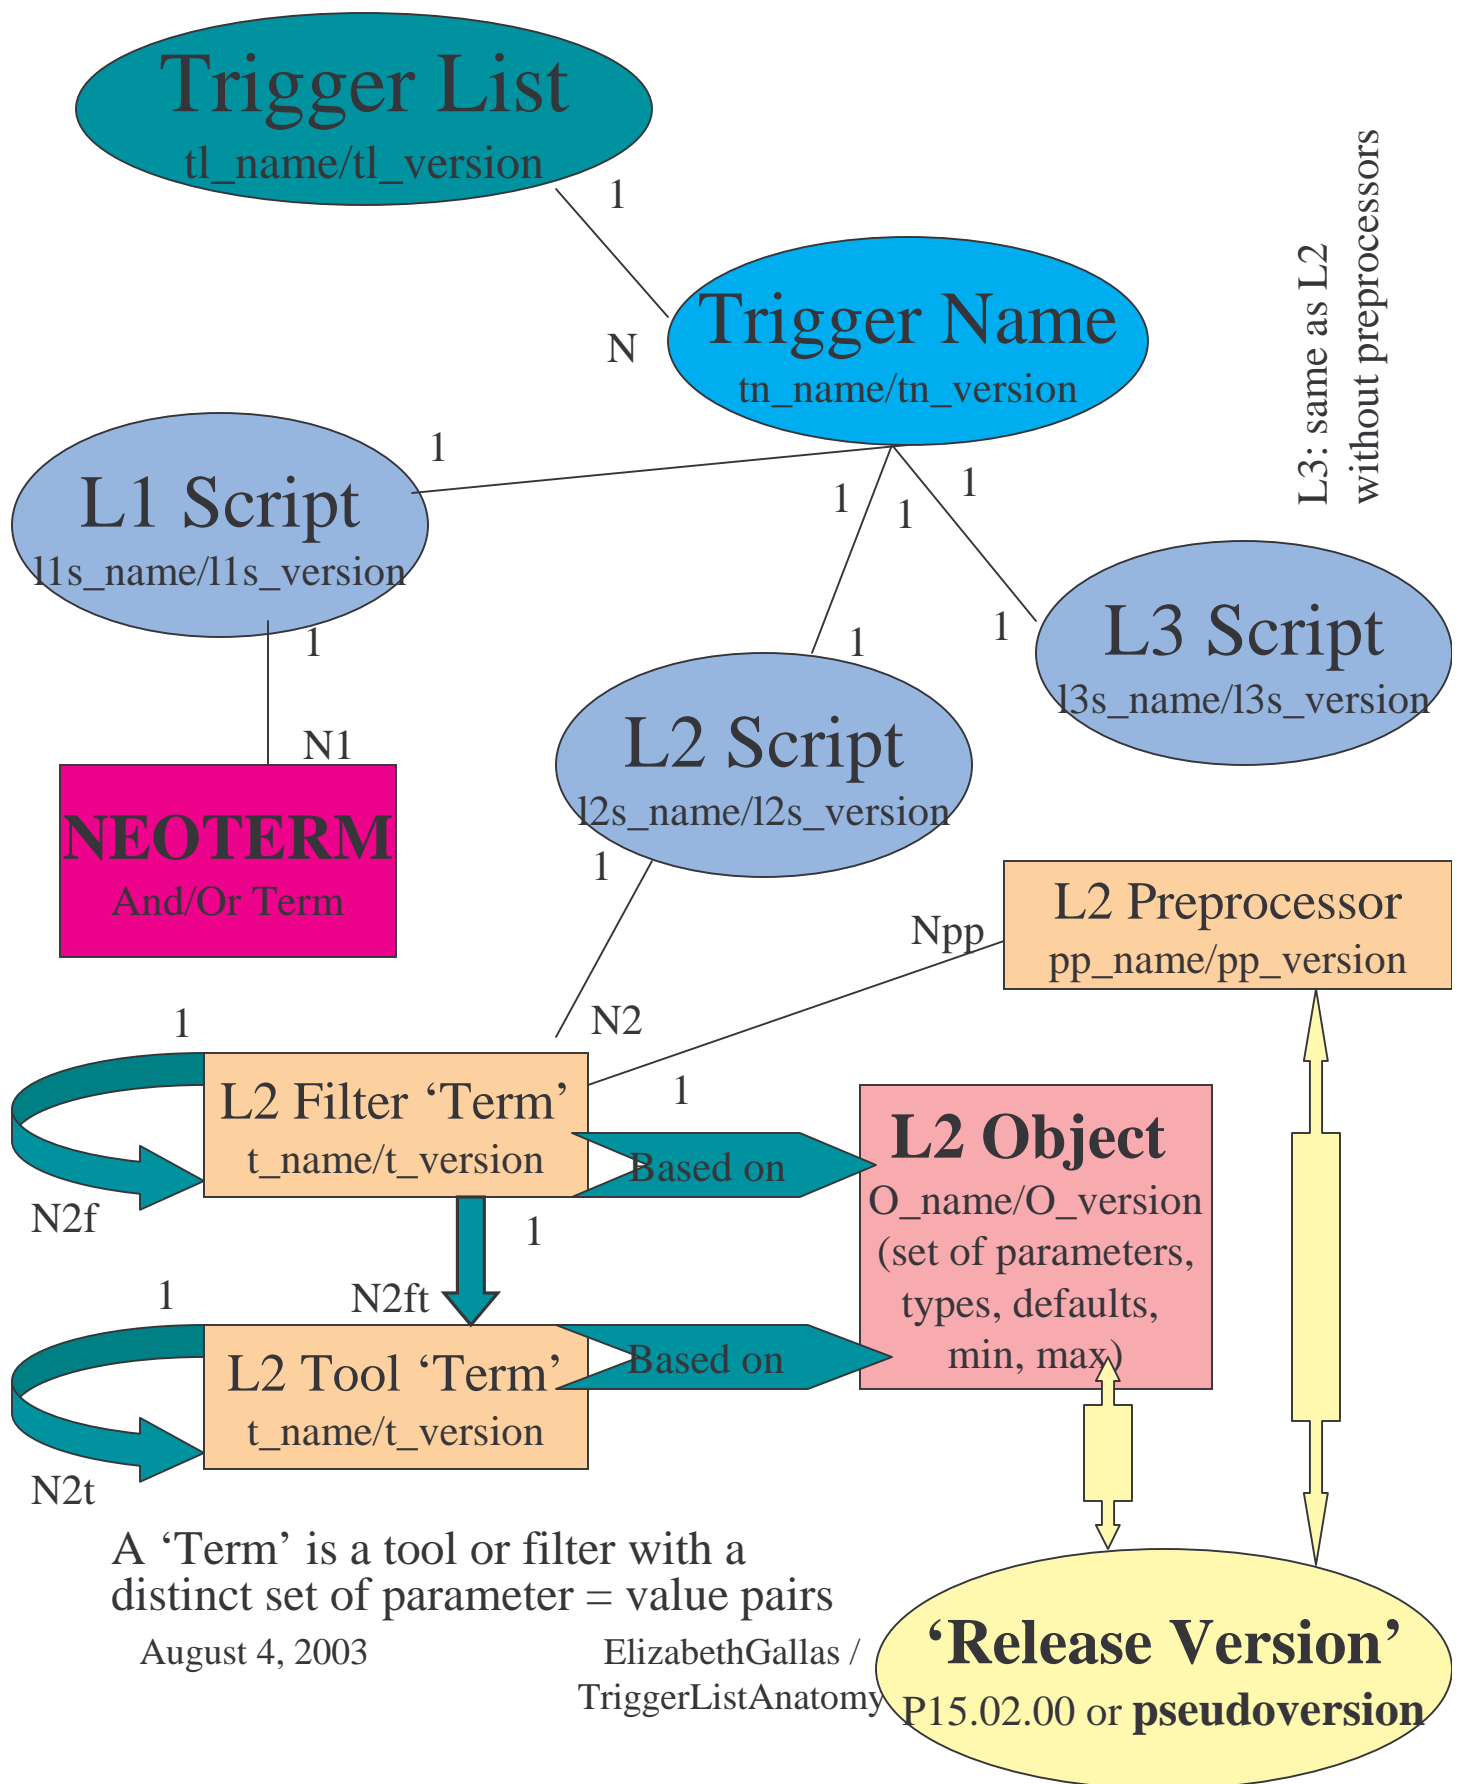 Trigger List
tl_name/tl_version
1
N
Trigger Name
tn_name/tn_version
L3: same as L2
without preprocessors
1
1
1
1
L1 Script
l1s_name/l1s_version
1
N1
NEOTERM
And/Or Term
1
L2 Script
l2s_name/l2s_version
1
L3 Script
l3s_name/l3s_version
1
N2
Npp
L2 Preprocessor
pp_name/pp_version
1
1
L2 Filter ‘Term’
t_name/t_version
N2f
Based on
L2 Object
O_name/O_version
(set of parameters,
types, defaults,
min, max)
1
N2ft
1
L2 Tool ‘Term’
t_name/t_version
N2t
Based on
A ‘Term’ is a tool or filter with a
distinct set of parameter = value pairs
August 4, 2003
ElizabethGallas /
TriggerListAnatomy
‘Release Version’
P15.02.00 or pseudoversion